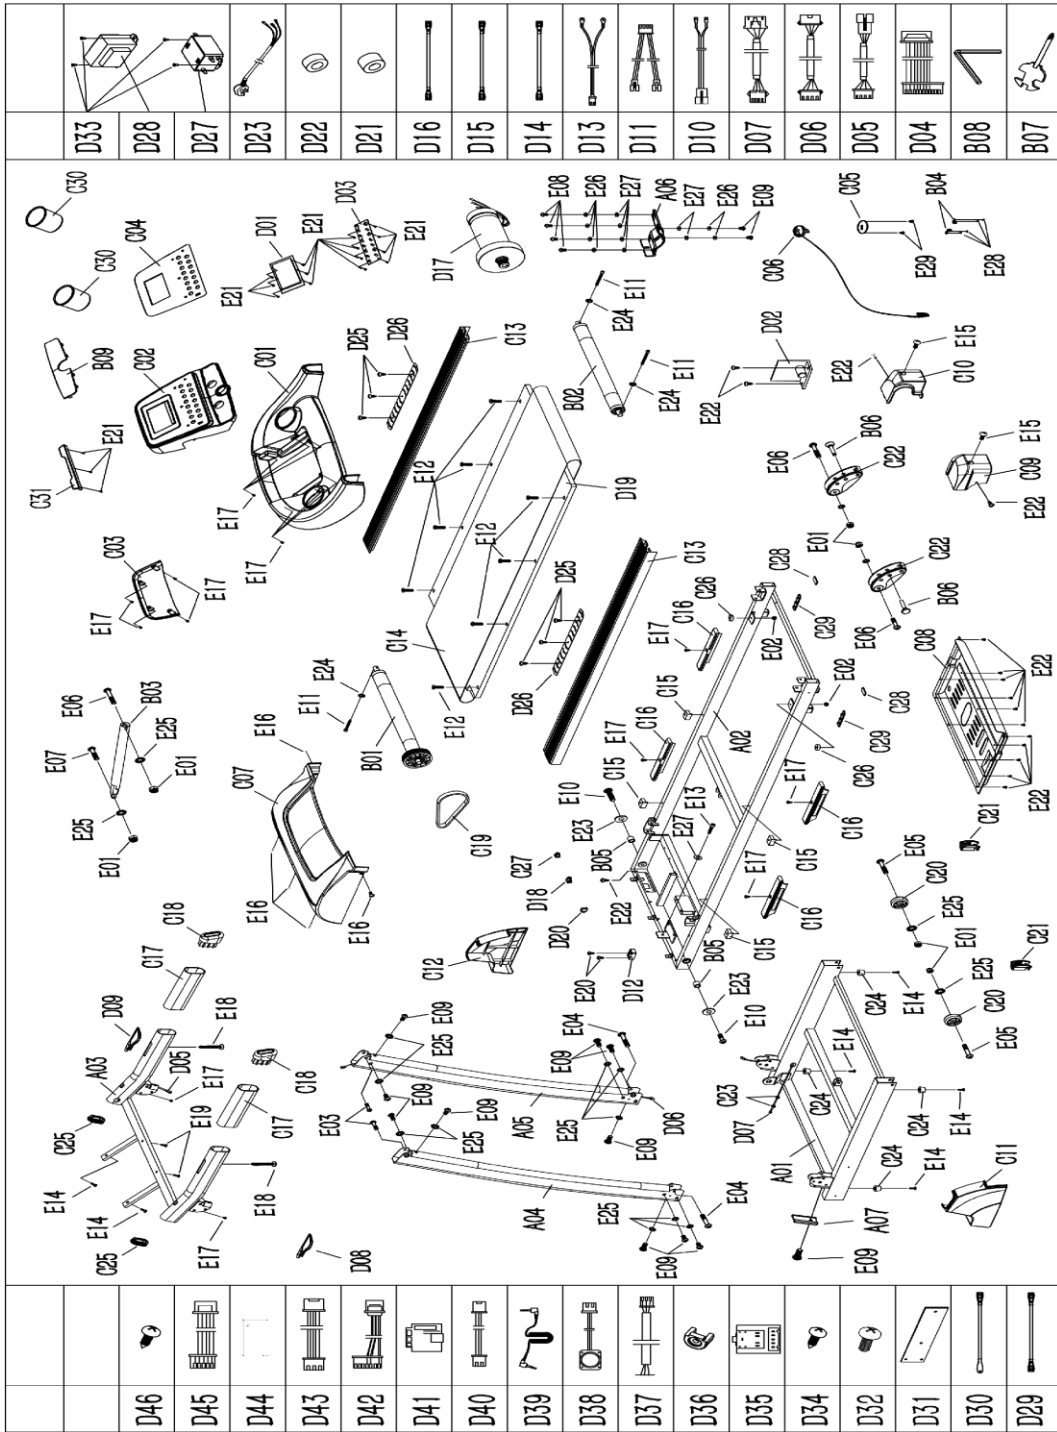 D46
D45
D44
D43
D42
D41
D40
D39
D38
D37
D36
D35
D34
D32
D31
D30
D29
C25
E14
E14
C25
E17
A03
D09
E19
D05
E17
E18
E18
C17
C17
C18
C18
D08
E01
E25
E07
E06
B03
E25
E01
E17
C03
E17
C31
E21
B09
C30
C30
C02
C04
C01
E17
E17
E21
D01
E21
D03
E21
E16
C07
E16
E16
E11
E24
B01
C19
C12
D20
D18
C27
E12
C14
E12
E12
D19
C13
D25
D26
D25
D26
C13
D17
E08
E26
E27
A06
E27
E26
E09
B02
E24
E11
E24
E11
E03
E09
E25
E09
E09
E25
A05
A04
E04
E09
E25
E09
D06
E25
E04
E09
E20
D12
E22
B05
E23
E10
C15
E17
C16
C15
E17
C16
C26
E02
C28
C29
E27
E13
A02
B05
E23
E10
C15
E17
C16
C15
E17
C16
C26
E02
C28
C29
D07
C23
A01
C24
E14
C24
E14
C24
E14
C24
E14
A07
E09
C11
E05
C20
E25
E01
E25
C20
E05
C21
C21
C08
E22
E22
E06
B06
C22
E01
C22
B06
E06
E22
D02
C06
C05
E29
B04
E28
E22
E15
C10
E15
C09
E22
D33
D28
D27
D23
D22
D21
D16
D15
D14
D13
D11
D10
D07
D06
D05
D04
B08
B07